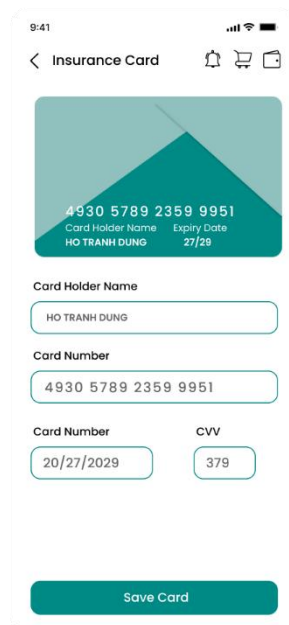 9:41
Insurance Card
4930 5789 2359 9951
Card Holder Name Expiry Date
HO TRANH DUNG 27/29
Card Holder Name
HO TRANH DUNG
Card Number
4930 5789 2359 9951
Card Number CVV
20/27/2029 379
Save Card